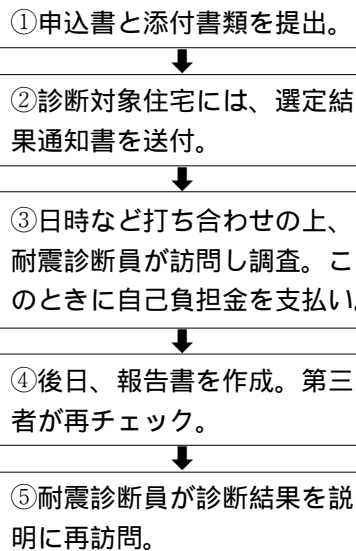 ①申込書と添付書類を提出。
⬇
②診断対象住宅には、選定結
果通知書を送付。
⬇
③日時など打ち合わせの上、
耐震診断員が訪問し調査。こ
のときに自己負担金を支払い。
⬇
④後日、報告書を作成。第三
者が再チェック。
⬇
⑤耐震診断員が診断結果を説
明に再訪問。